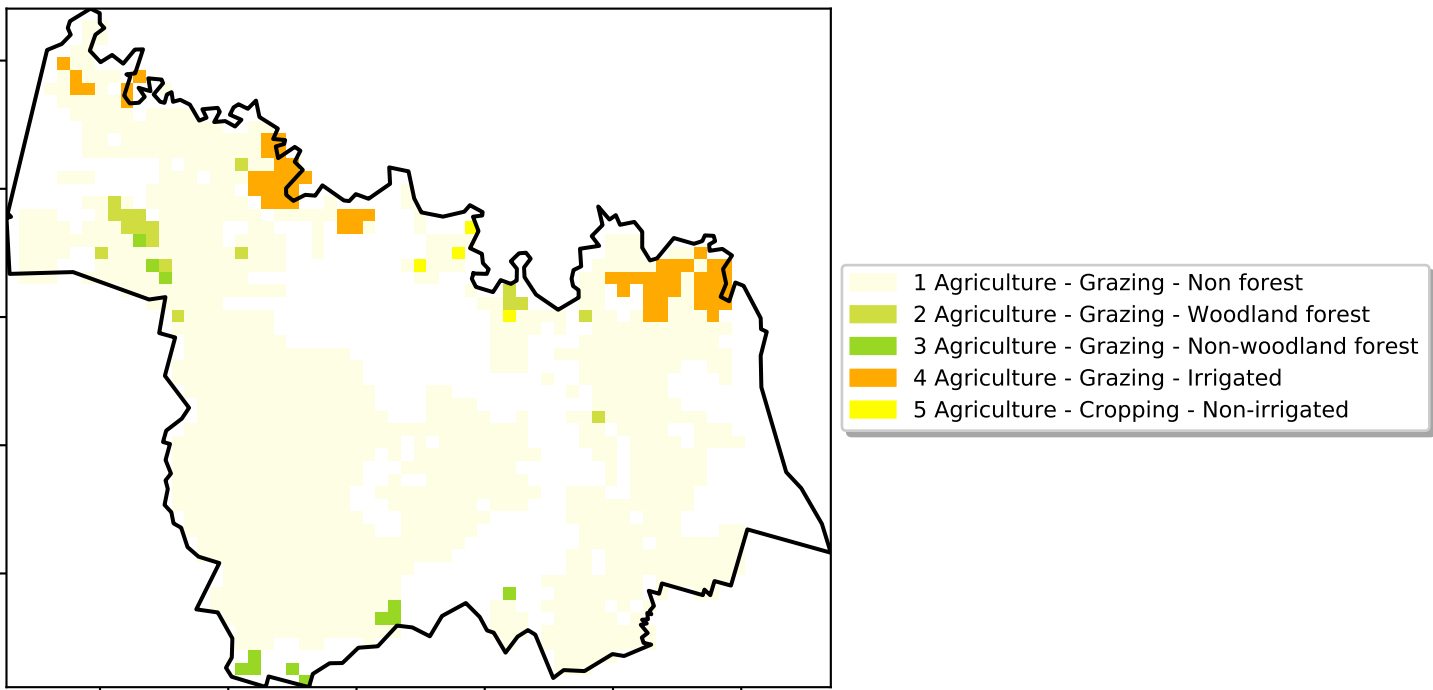 1 Agriculture - Grazing - Non forest
2 Agriculture - Grazing - Woodland forest
3 Agriculture - Grazing - Non-woodland forest
4 Agriculture - Grazing - Irrigated
5 Agriculture - Cropping - Non-irrigated